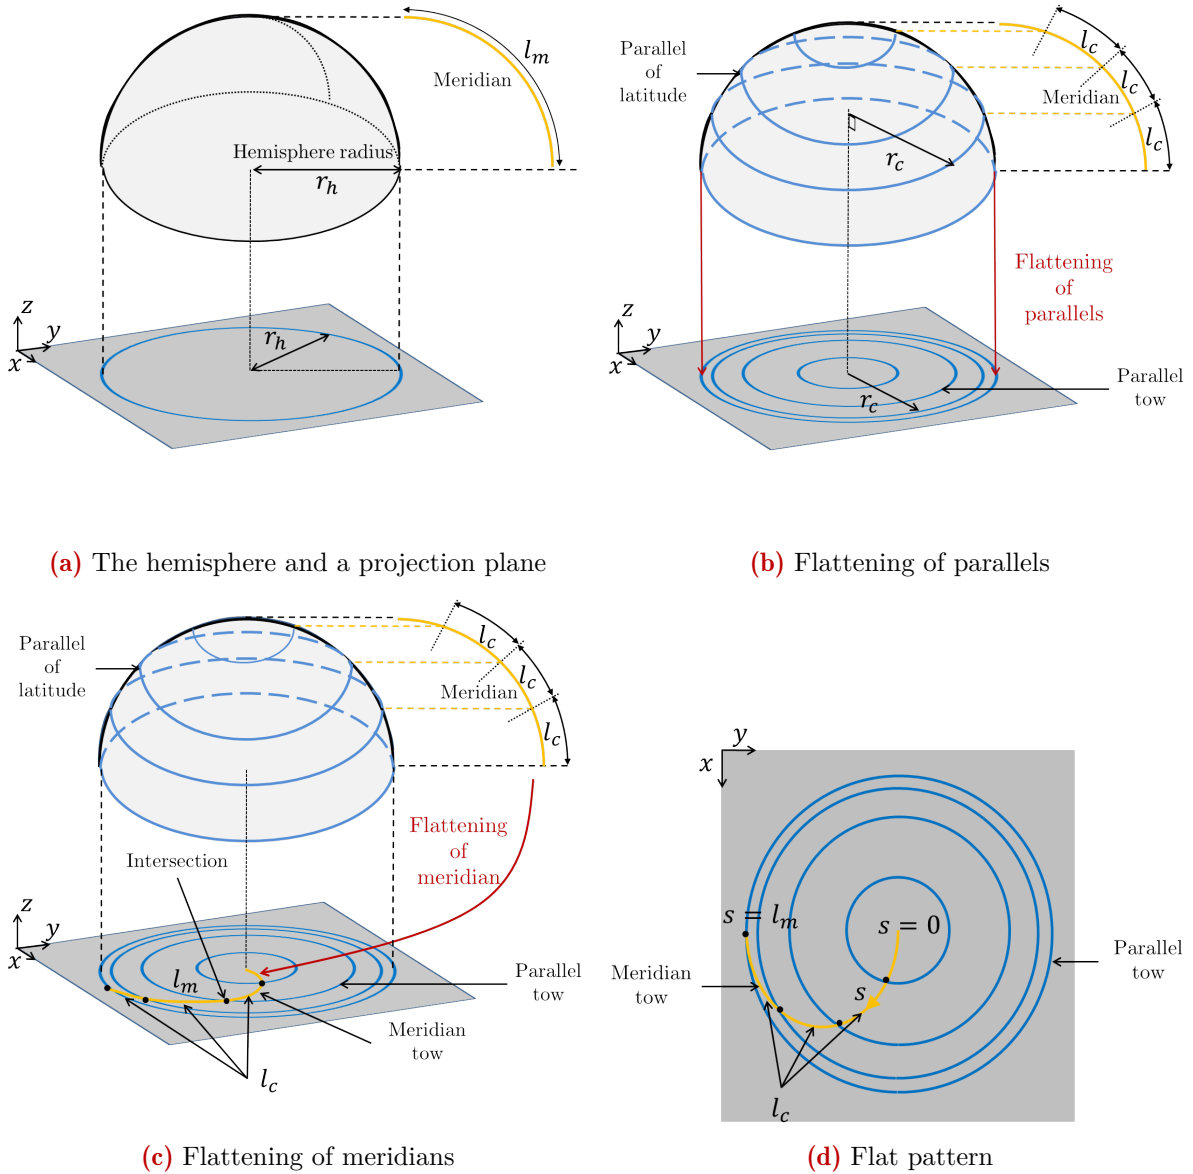 l_m
Meridian
Hemisphere radius
r_h
z
y
x
r_h
(a) The hemisphere and a projection plane
Parallel
of
latitude
l_c
l_c
Meridian
l_c
r_c
Flattening
of
parallels
z
y
x
r_c
Parallel
tow
(b) Flattening of parallels
Parallel
of
latitude
l_c
l_c
Meridian
l_c
Flattening
of
meridian
Intersection
z
y
x
l_m
Parallel
tow
Meridian
tow
l_c
(c) Flattening of meridians
y
x
s = l_m
s = 0
s
Meridian
tow
Parallel
tow
l_c
(d) Flat pattern